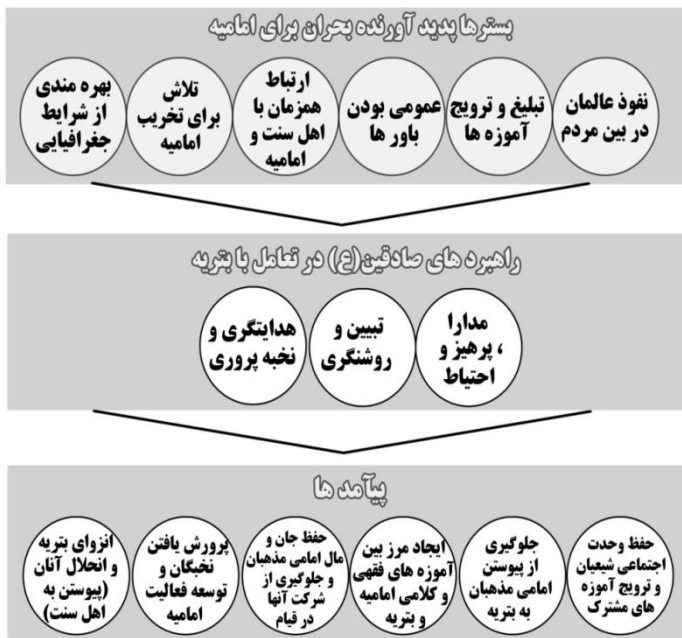 بسترها پدید آورنده بحران برای امامیه
نفوذ عالمان
در بین مردم
تبلیغ و ترویج
آموزه ها
عمومی بودن
باور ها
ارتباط
همزمان با
اهل سنت و
امامیه
تلاش
برای تخریب
امامیه
بهره مندی
از شرایط
جغرافیایی
راهبرد های صادقین(ع) در تعامل با بتریه
مدارا
، پرهیز و
احتیاط
تبیین و
روشنگری
هدایتگری و
نخبه پروری
پیآمد ها
حفظ وحدت
اجتماعی شیعیان
و ترویج آموزه
های مشترک
جلوگیری
از پیوستن
امامی مذهبان
به بتریه
ایجاد مرز بین
آموزه های فقهی
و کلامی امامیه
و بتریه
حفظ جان و
مال امامی مذهبان
و جلوگیری از
شرکت آنها
در قیام
پرورش یافتن
نخبگان و
توسعه فعالیت
امامیه
انزوای بتریه
و انحلال آنان
(پیوستن به
اهل سنت)